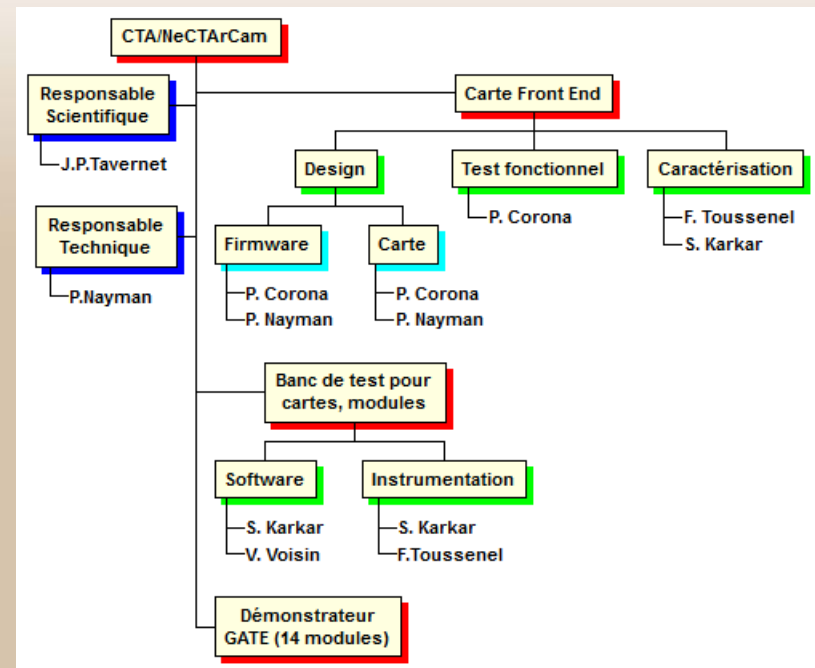 CTA/NeCTArCam
Responsable
Scientifique
J.P.Tavernet
Responsable
Technique
P.Nayman
Carte Front End
Design
Test fonctionnel
Caractérisation
P. Corona
F. Toussenel
S. Karkar
Firmware
Carte
P. Corona
P. Nayman
P. Corona
P. Nayman
Banc de test pour
cartes, modules
Software
Instrumentation
S. Karkar
V. Voisin
S. Karkar
F.Toussenel
Démonstrateur
GATE (14 modules)